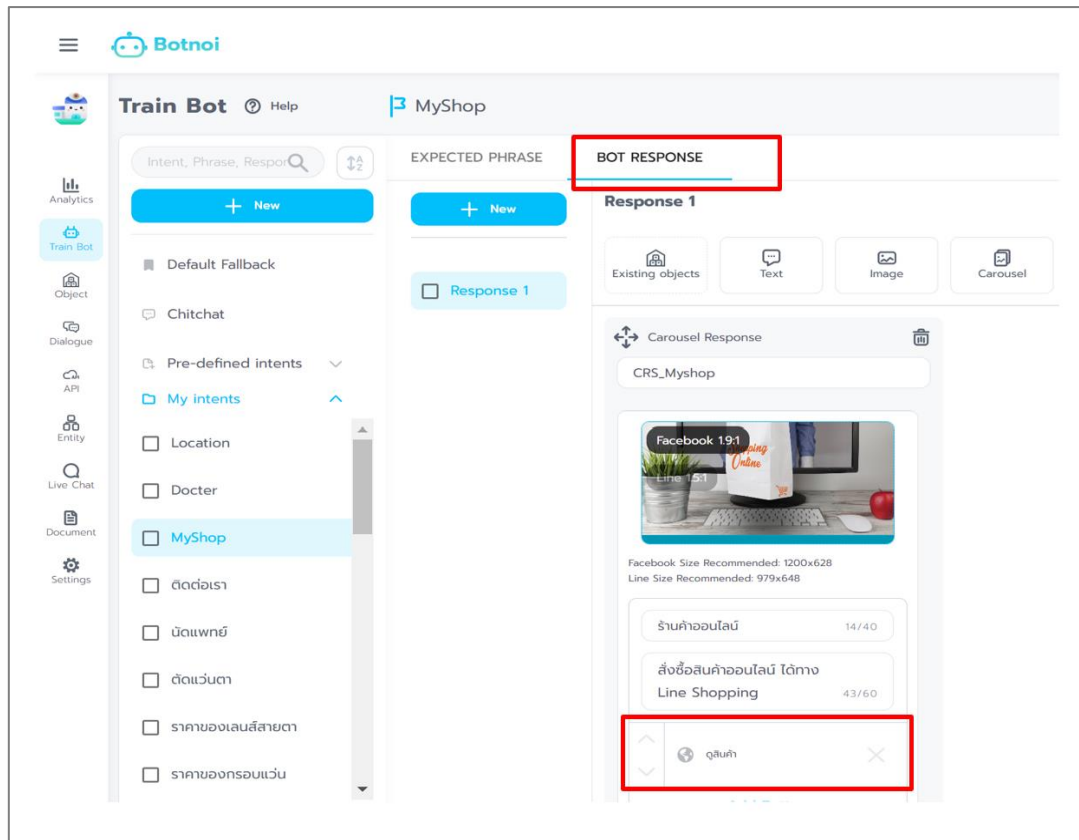 Botnoi
Train Bot
Help
MyShop
Intent, Phrase, Respor
New
Analytics
Train Bot
Object
Dialogue
API
Entity
Live Chat
Document
Settings
Default Fallback
Chitchat
Pre-defined intents
My intents
Location
Docter
MyShop
ติดต่อเรา
นัดแพทย์
ตัดแว่นตา
ราคาของเลนส์สายตา
ราคาของกรอบแว่น
EXPECTED PHRASE
BOT RESPONSE
New
Response 1
Response 1
Existing objects
Text
Image
Carousel
Carousel Response
CRS_Myshop
Facebook 1.9:1
Shopping
Online
Line 1.5:1
Facebook Size Recommended: 1200x628
Line Size Recommended: 979x648
ร้านค้าออนไลน์ 14/40
สั่งซื้อสินค้าออนไลน์ ได้ทาง
Line Shopping 43/60
ดูสินค้า